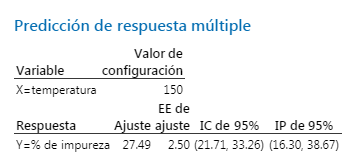 Predicción de respuesta múltiple
Valor de
Variable configuración
X=temperatura 150
EE de
Respuesta Ajuste ajuste IC de 95% IP de 95%
Y=% de impureza 27.49 2.50 (21.71, 33.26) (16.30, 38.67)